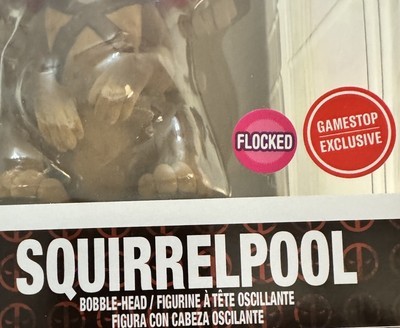 FLOCKED
GAMESTOP
EXCLUSIVE
SQUIRRELPOOL
BOBBLE-HEAD / FIGURINE À TÊTE OSCILLANTE
FIGURA CON CABEZA OSCILANTE